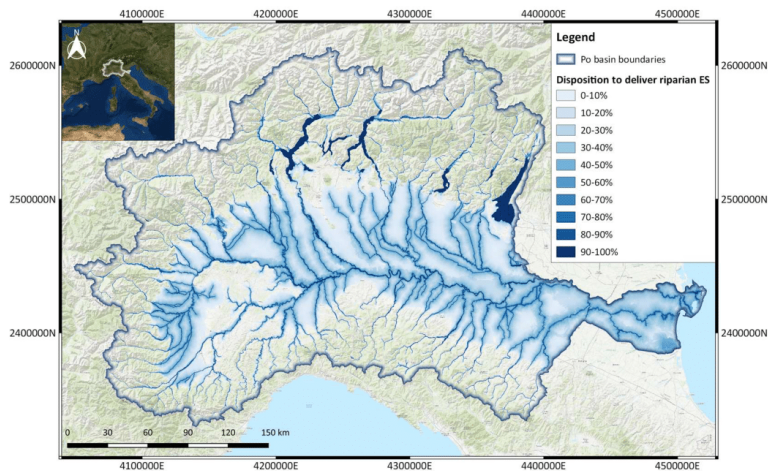 4100000E 4200000E 4300000E 4400000E 4500000E
N
Legend
Po basin boundaries
Disposition to deliver riparian ES
0-10%
10-20%
20-30%
30-40%
40-50%
50-60%
60-70%
70-80%
80-90%
90-100%
2600000N 2600000N
2500000N 2500000N
2400000N 2400000N
0 30 60 90 120 150 km
4100000E 4200000E 4300000E 4400000E 4500000E